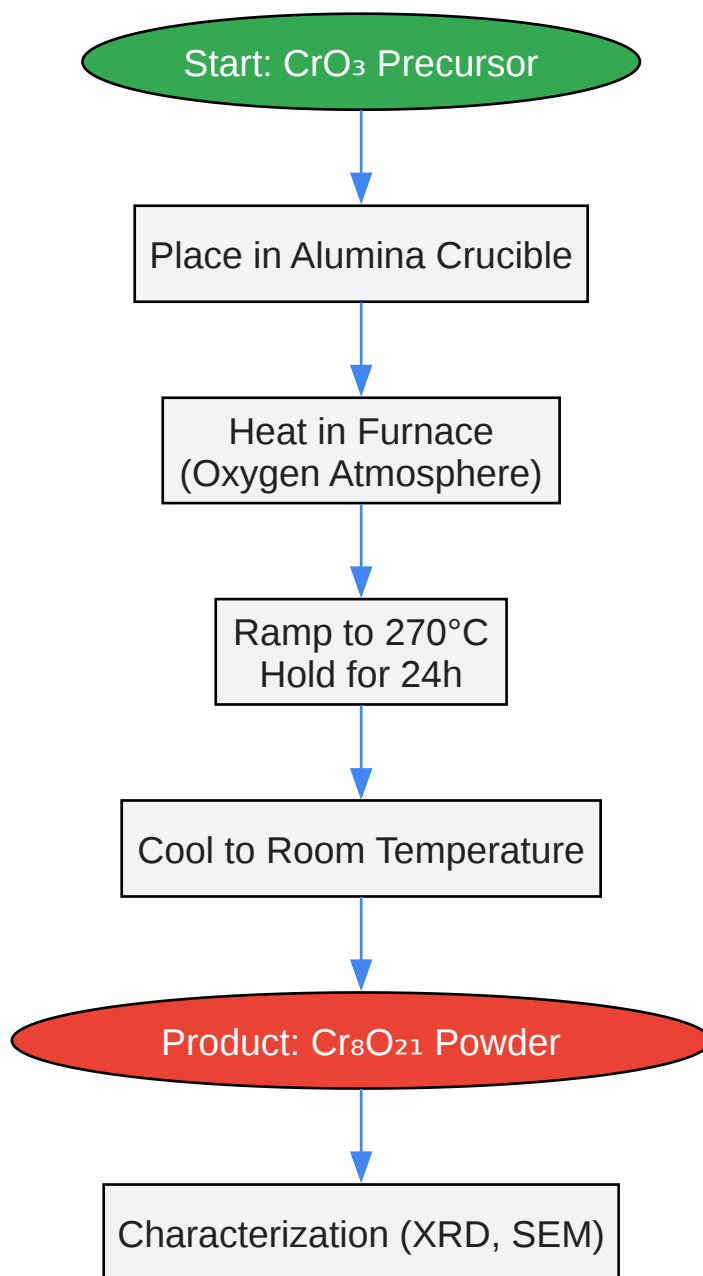 Start: CrO₃ Precursor
Place in Alumina Crucible
Heat in Furnace
(Oxygen Atmosphere)
Ramp to 270°C
Hold for 24h
Cool to Room Temperature
Product: Cr₈O₂₁ Powder
Characterization (XRD, SEM)